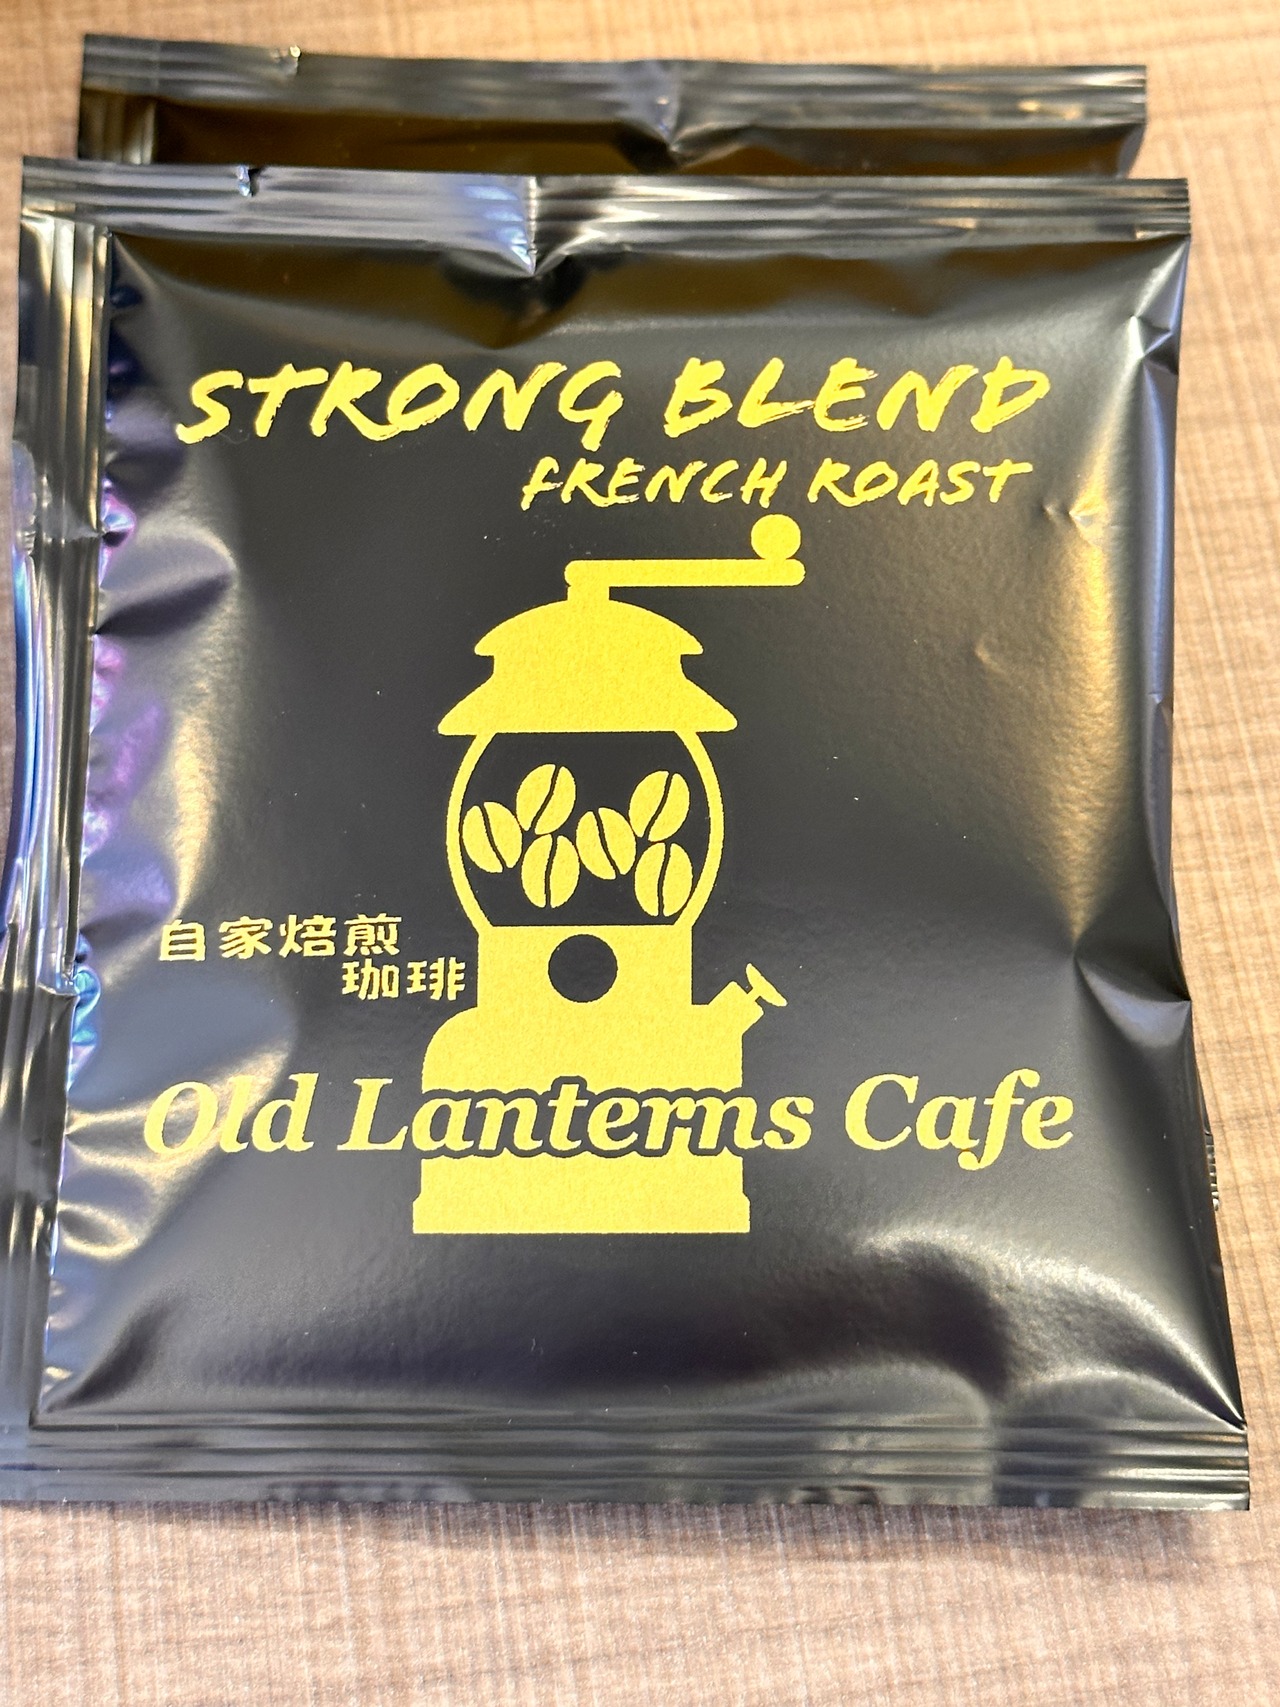 STRONG BLEND
FRENCH ROAST
自家焙煎
珈琲
Old Lanterns Cafe